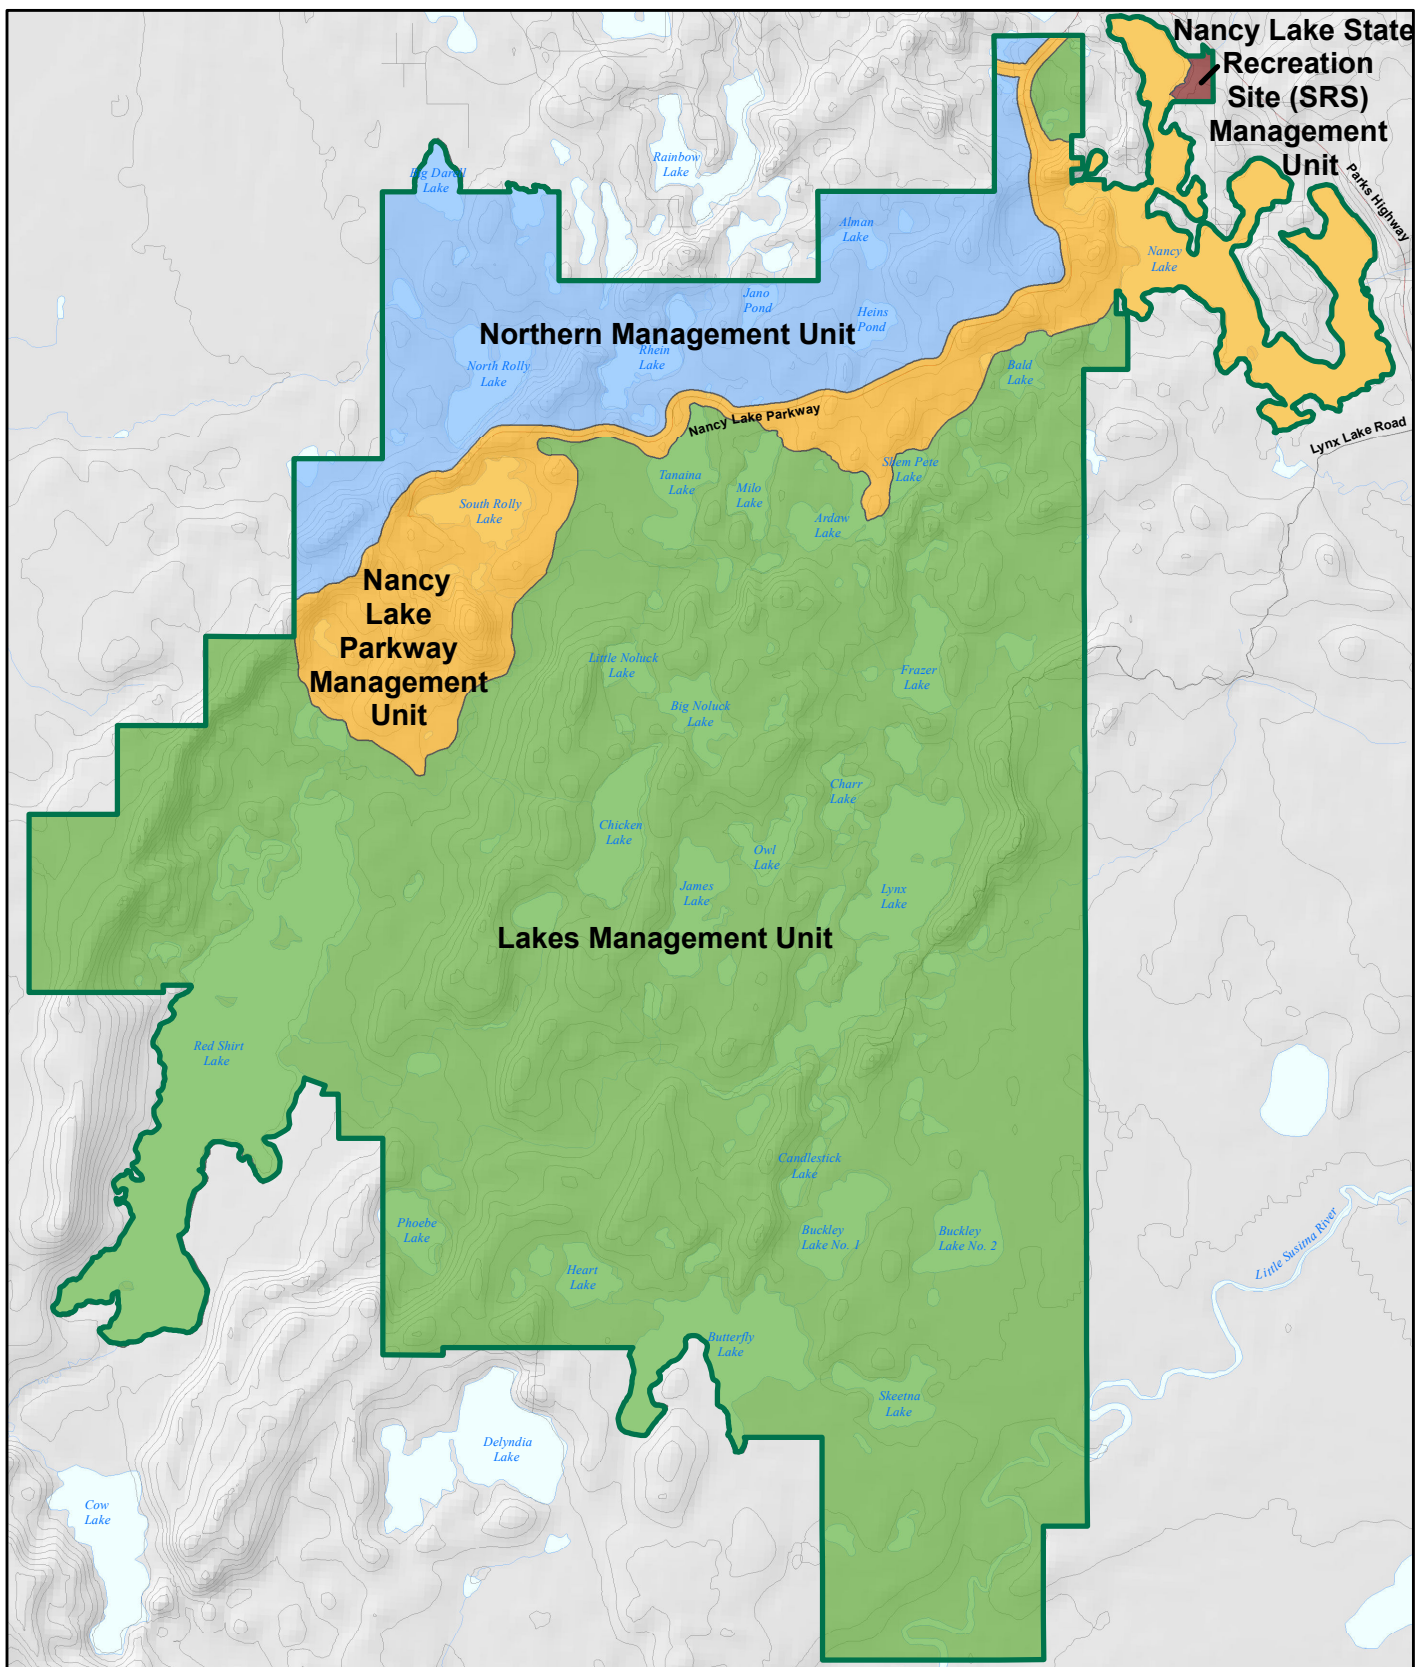 Nancy Lake State
Recreation
Site (SRS)
Management
Unit
Parks Highway
Rainbow
Lake
Big Darell
Lake
Alman
Lake
Nancy
Lake
Jano
Pond
Heins
Pond
Northern Management Unit
Rhein
Lake
North Rolly
Lake
Bald
Lake
Nancy Lake Parkway
Lynx Lake Road
Shem Pete
Lake
Tanaina
Lake
Milo
Lake
South Rolly
Lake
Ardaw
Lake
Nancy
Lake
Parkway
Management
Unit
Little Noluck
Lake
Frazer
Lake
Big Noluck
Lake
Charr
Lake
Chicken
Lake
Owl
Lake
James
Lake
Lynx
Lake
Lakes Management Unit
Red Shirt
Lake
Candlestick
Lake
Phoebe
Lake
Buckley
Lake No. 1
Buckley
Lake No. 2
Little Susitna River
Heart
Lake
Butterfly
Lake
Skeetna
Lake
Delyndia
Lake
Cow
Lake